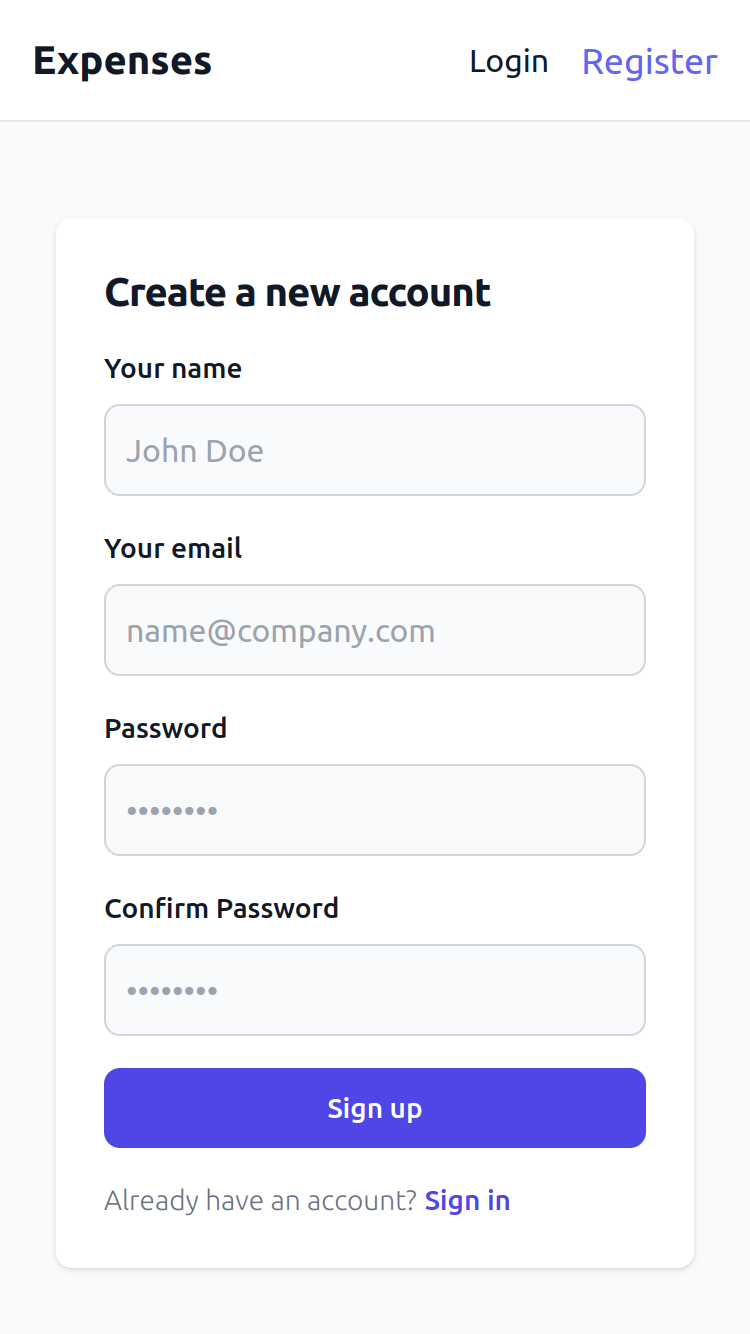 Expenses Login Register
Create a new account
Your name
John Doe
Your email
name@company.com
Password
••••••••
Confirm Password
••••••••
Sign up
Already have an account? Sign in